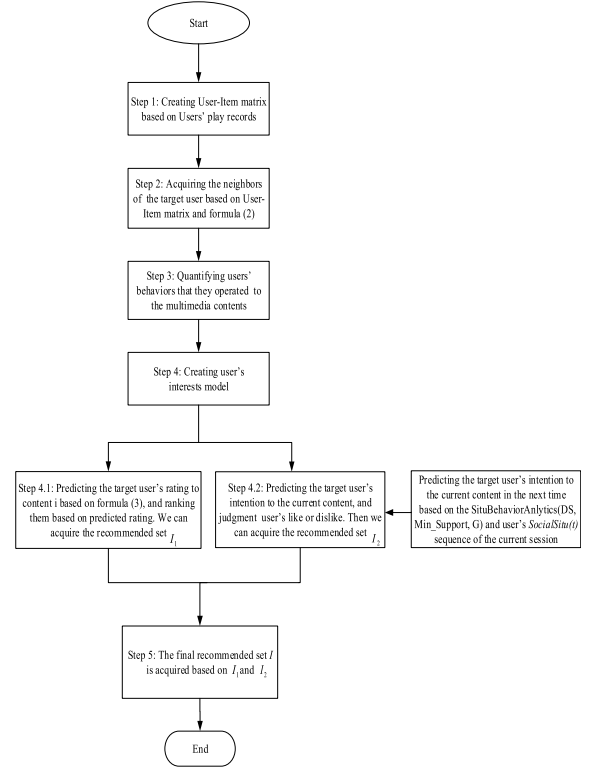 Start
Step 1: Creating User-Item matrix
based on Users' play records
Step 2: Acquiring the neighbors
of the target user based on User-
Item matrix and formula (2)
Step 3: Quantifying users'
behaviors that they operated to
the multimedia contents
Step 4: Creating user's
interests model
Step 4.1: Predicting the target user's rating to
content i based on formula (3), and ranking
them based on predicted rating. We can
acquire the recommended set I₁
Step 4.2: Predicting the target user's
intention to the current content, and
judgment user's like or dislike. Then we
can acquire the recommended set I₂
Predicting the target user's intention to
the current content in the next time
based on the SituBehaviorAnlytics(DS,
Min_Support, G) and user's SocialSitu(t)
sequence of the current session
Step 5: The final recommended set I
is acquired based on I₁ and I₂
End